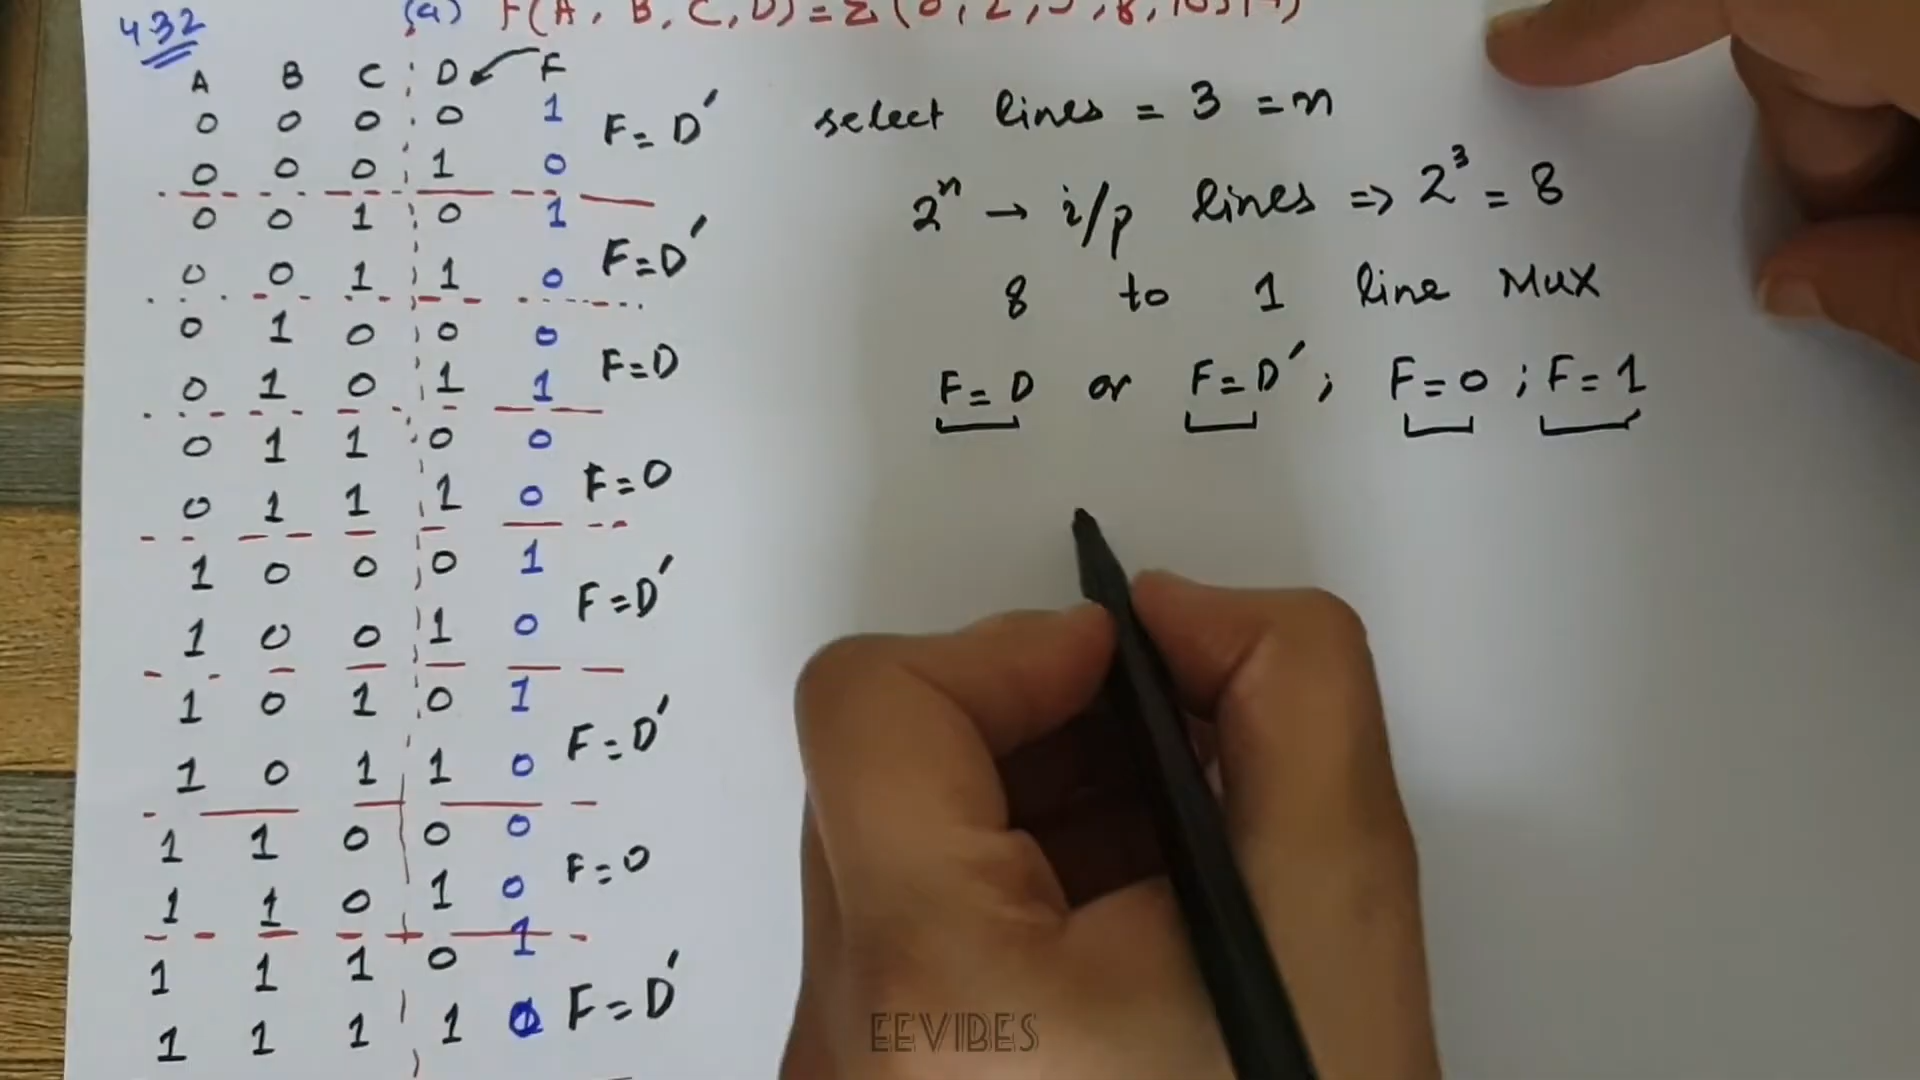 432 (a) F(A, B, C, D) = Σ(0, 2, 5, 8, 10, 14)
A B C D F
0 0 0 0 1
0 0 0 1 0
F = D'
0 0 1 0 1
0 0 1 1 0
F = D'
0 1 0 0 0
0 1 0 1 1
F = D
0 1 1 0 0
0 1 1 1 0
F = 0
1 0 0 0 1
1 0 0 1 0
F = D'
1 0 1 0 1
1 0 1 1 0
F = D'
1 1 0 0 0
1 1 0 1 0
F = 0
1 1 1 0 1
1 1 1 1 0
F = D'
select lines = 3 = n
2ⁿ → i/p lines => 2³ = 8
8 to 1 line MUX
F = D or F = D' ; F = 0 ; F = 1
EEVIBES